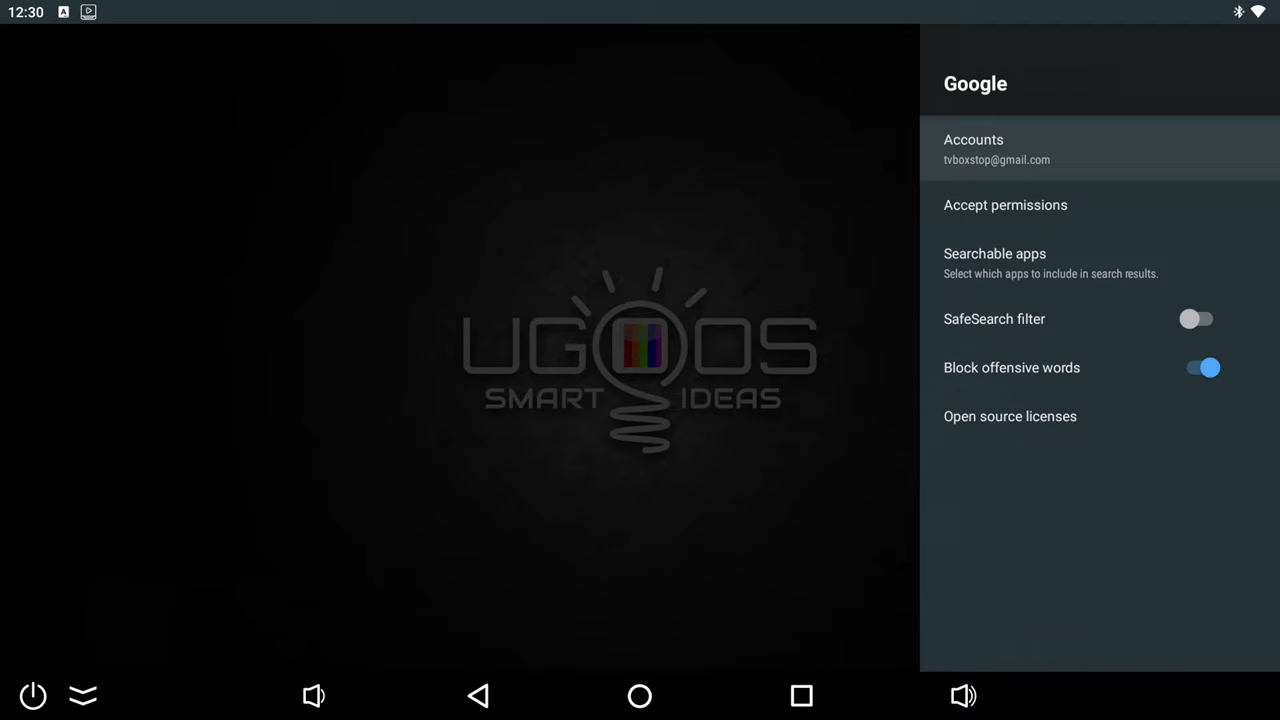 12:30
Google
Accounts
tvboxstop@gmail.com
Accept permissions
Searchable apps
Select which apps to include in search results.
SafeSearch filter
Block offensive words
Open source licenses
UGOOS
SMART IDEAS